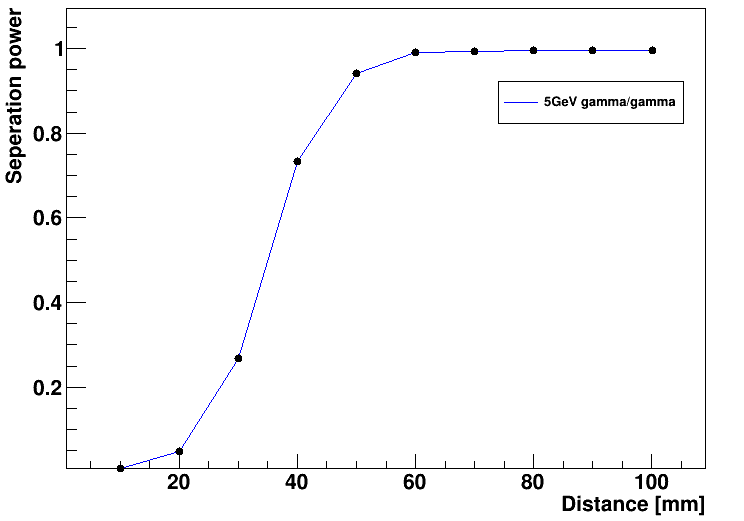 Seperation power
1
0.8
0.6
0.4
0.2
5GeV gamma/gamma
20 40 60 80 100
Distance [mm]